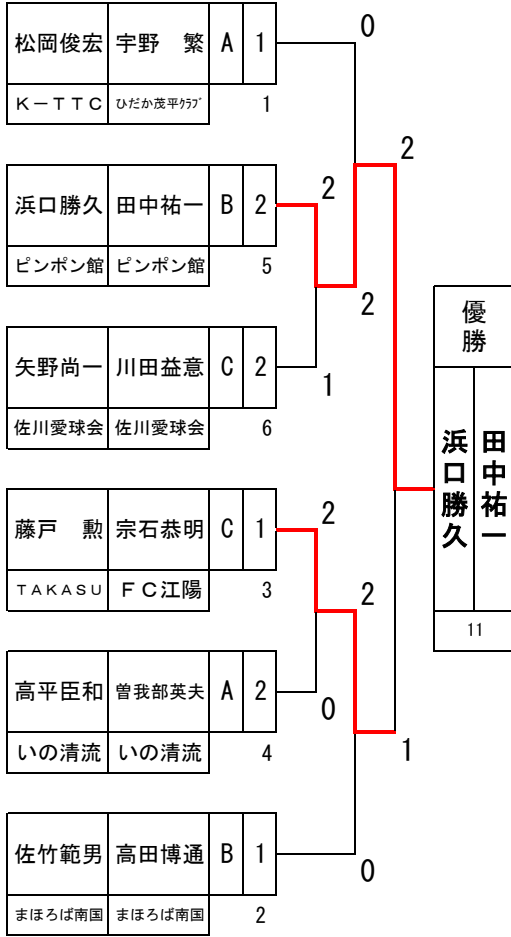 松岡俊宏 宇野　繁 A 1
K－TTC ひだか茂平クラブ 1
0
2
浜口勝久 田中祐一 B 2
ピンポン館 ピンポン館 5
2
2
矢野尚一 川田益意 C 2
佐川愛球会 佐川愛球会 6
1
優勝
浜口勝久
田中祐一
11
藤戸　勲 宗石恭明 C 1
TAKASU FC江陽 3
2
2
高平臣和 曽我部英夫 A 2
いの清流 いの清流 4
0
1
佐竹範男 高田博通 B 1
まほろば南国 まほろば南国 2
0